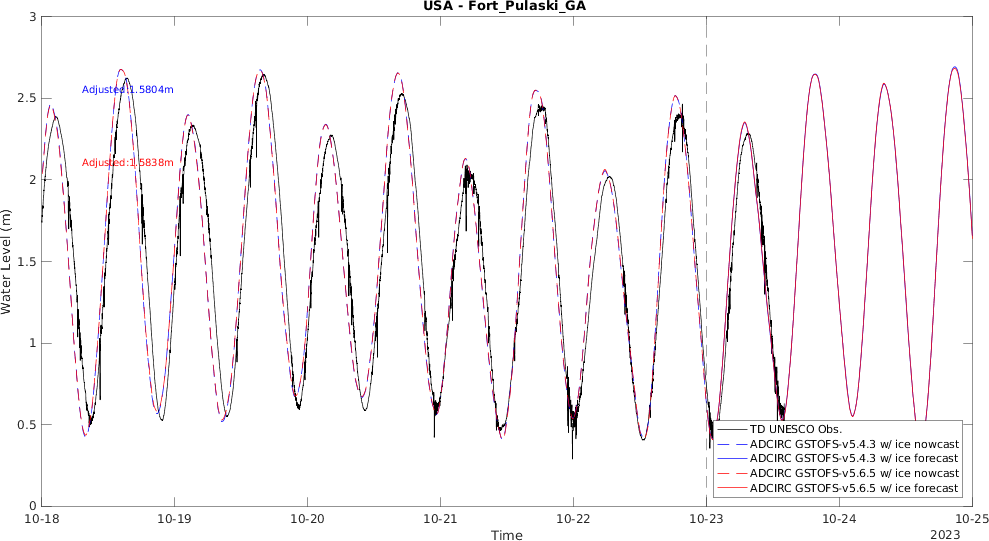 USA - Fort_Pulaski_GA
3
2.5
2
1.5
1
0.5
0
Water Level (m)
Adjusted:1.5804m
Adjusted:1.5838m
TD UNESCO Obs.
ADCIRC GSTOFS-v5.4.3 w/ ice nowcast
ADCIRC GSTOFS-v5.4.3 w/ ice forecast
ADCIRC GSTOFS-v5.6.5 w/ ice nowcast
ADCIRC GSTOFS-v5.6.5 w/ ice forecast
10-18 10-19 10-20 10-21 10-22 10-23 10-24 10-25
Time
2023